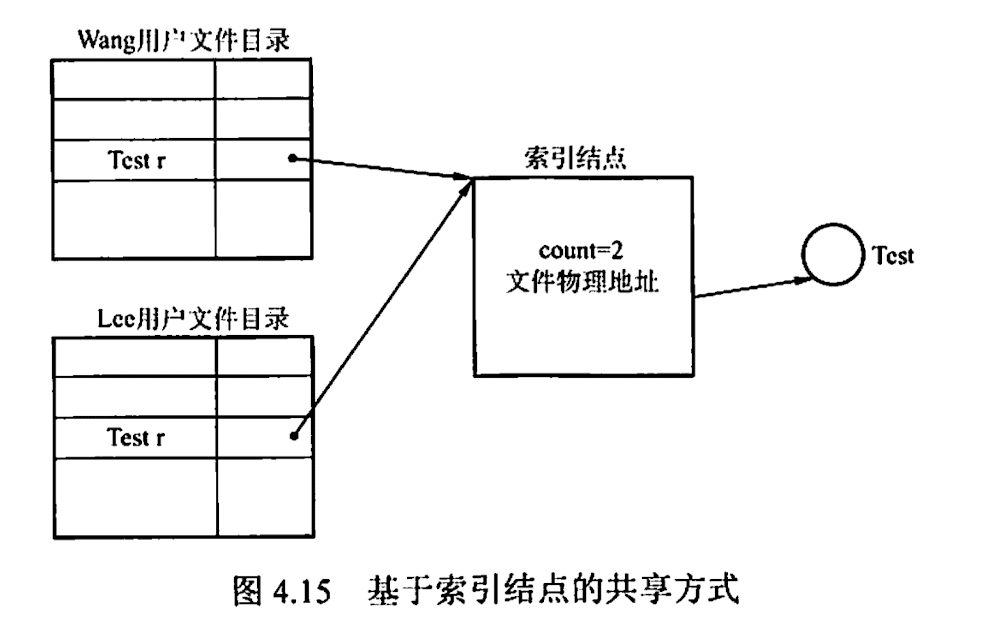 Wang用户文件目录
Test r
索引结点
count=2
文件物理地址
Test
Lee用户文件目录
Test r
图 4.15 基于索引结点的共享方式